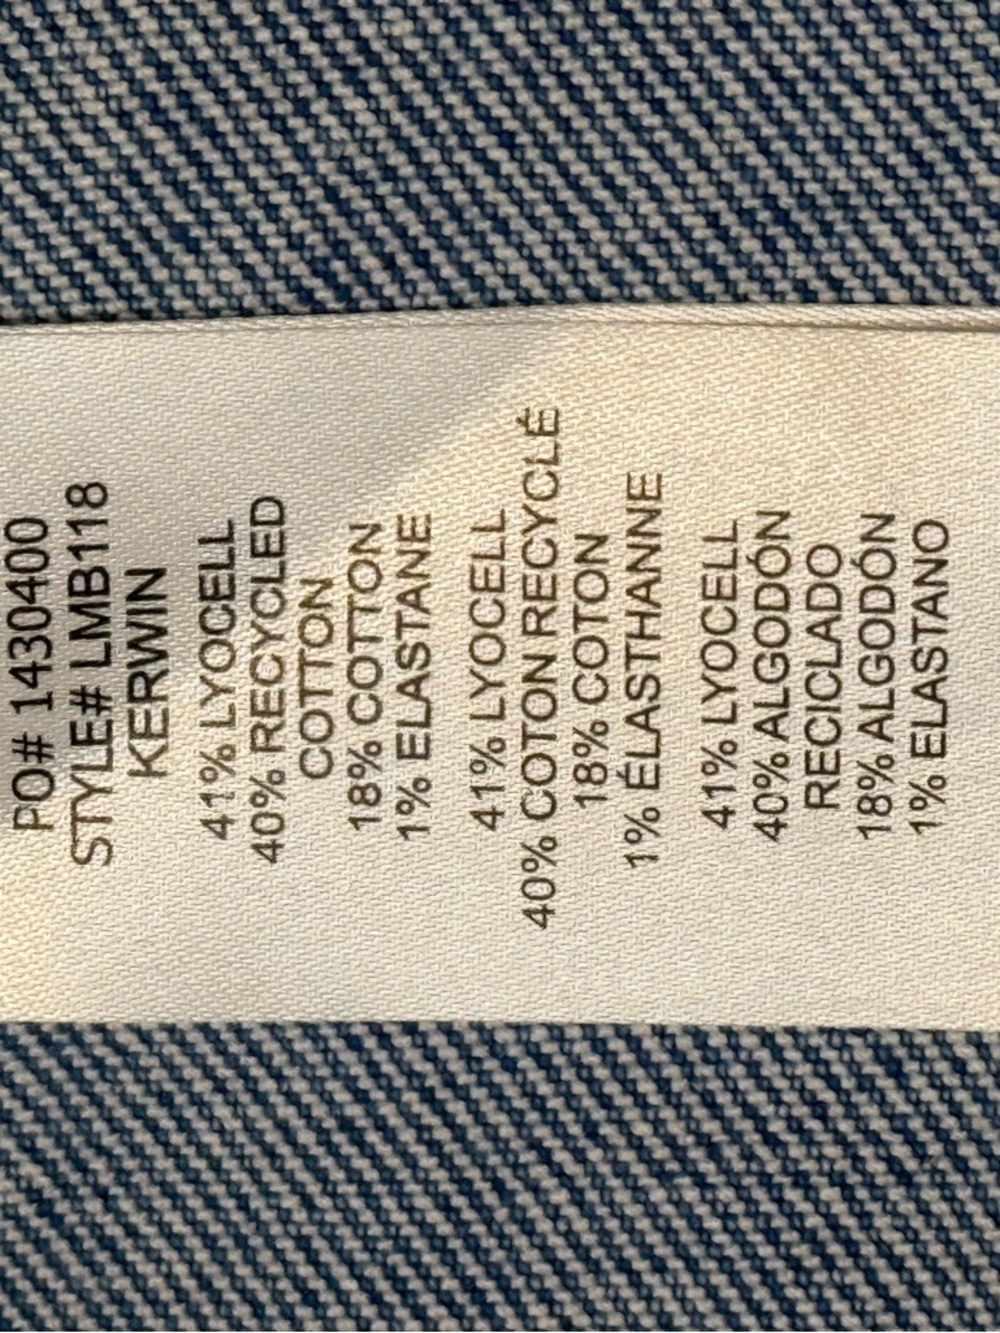 PO# 1430400
STYLE# LMB118
KERWIN
41% LYOCELL
40% RECYCLED
COTTON
18% COTTON
1% ELASTANE
41% LYOCELL
40% COTON RECYCLÉ
18% COTON
1% ÉLASTHANNE
41% LYOCELL
40% ALGODÓN
RECICLADO
18% ALGODÓN
1% ELASTANO